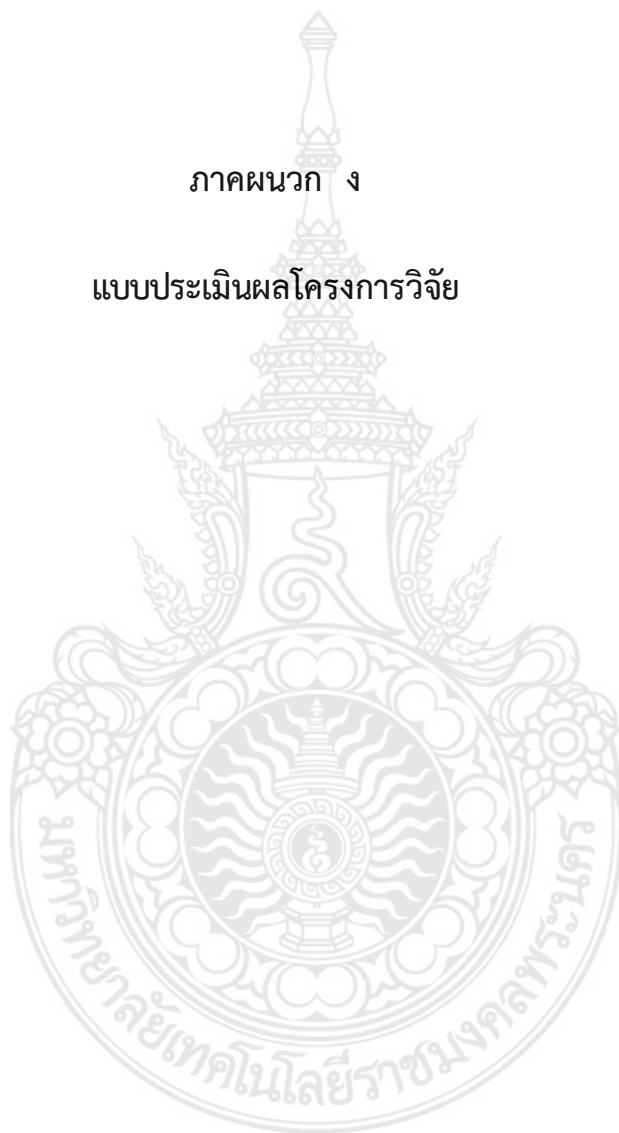 ภาคผนวก ง
แบบประเมินผลโครงการวิจัย
มหาวิทยาลัยเทคโนโลยีราชมงคลพระนคร